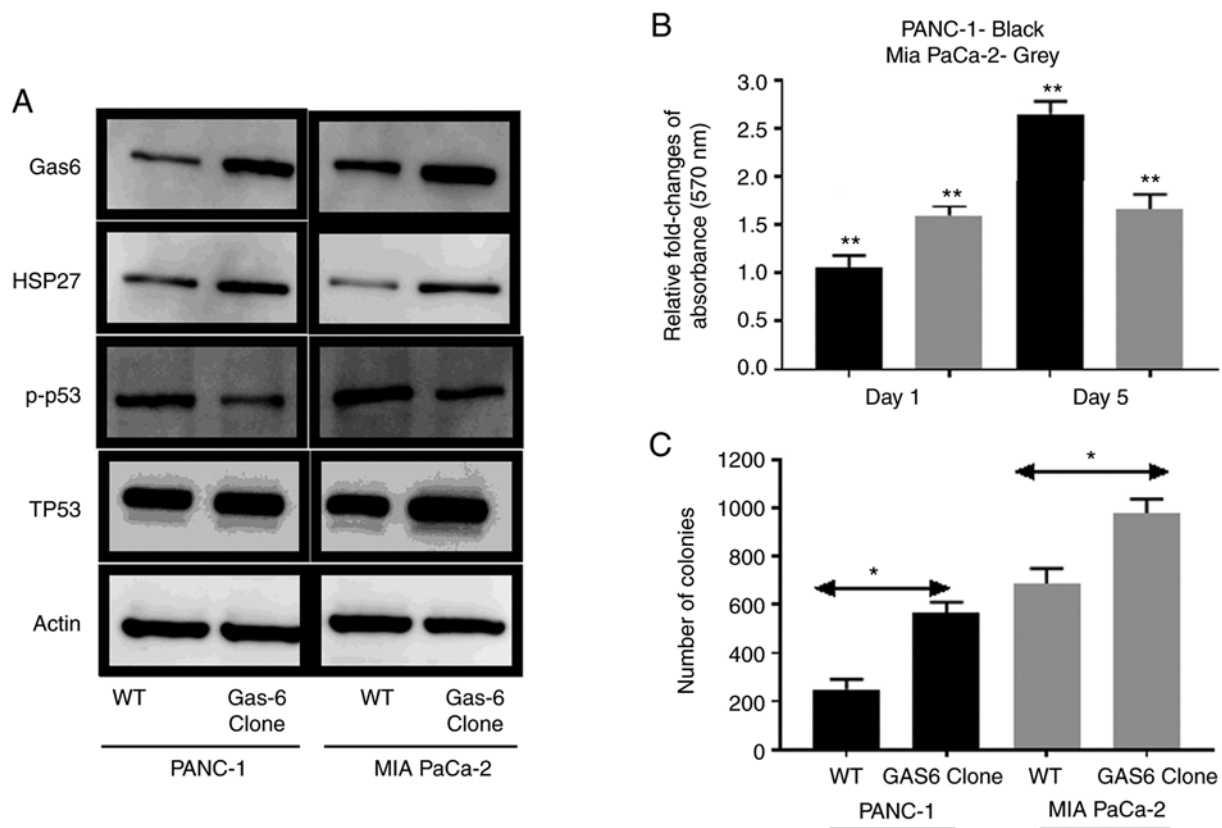 A
Gas6
HSP27
p-p53
TP53
Actin
WT
Gas-6
Clone
WT
Gas-6
Clone
PANC-1
MIA PaCa-2
B
PANC-1- Black
Mia PaCa-2- Grey
Relative fold-changes of
absorbance (570 nm)
3.0
2.5
2.0
1.5
1.0
0.5
0.0
**
**
**
**
Day 1
Day 5
C
Number of colonies
1200
1000
800
600
400
200
0
*
*
WT
GAS6 Clone
WT
GAS6 Clone
PANC-1
MIA PaCa-2